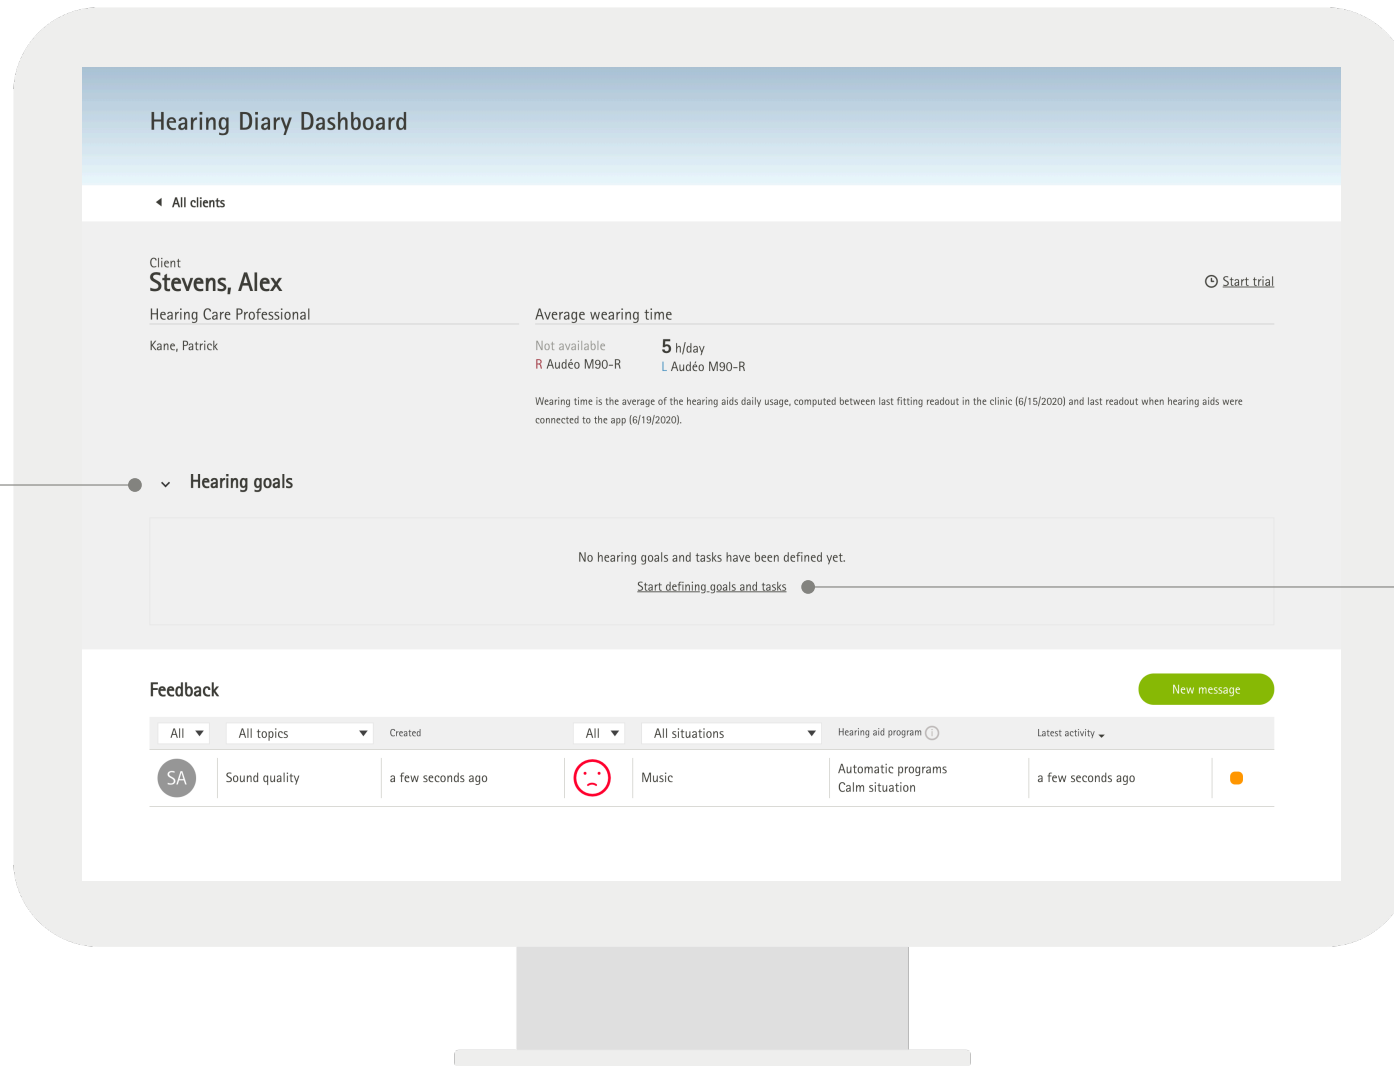 Hearing Diary Dashboard
All clients
Client
Stevens, Alex
Start trial
Hearing Care Professional
Average wearing time
Kane, Patrick
Not available
R Audéo M90-R
5 h/day
L Audéo M90-R
Wearing time is the average of the hearing aids daily usage, computed between last fitting readout in the clinic (6/15/2020) and last readout when hearing aids were
connected to the app (6/19/2020).
Hearing goals
No hearing goals and tasks have been defined yet.
Start defining goals and tasks
Feedback
New message
All
All topics
Created
All
All situations
Hearing aid program
Latest activity
SA
Sound quality
a few seconds ago
Music
Automatic programs
Calm situation
a few seconds ago